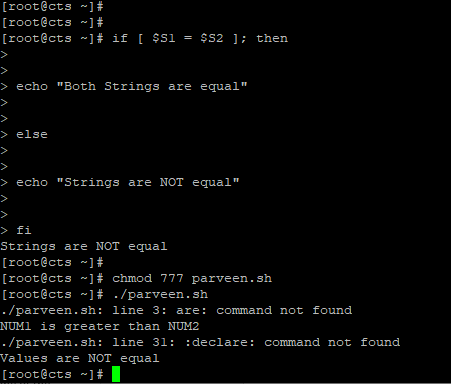 [root@cts ~]#
[root@cts ~]#
[root@cts ~]# if [ $S1 = $S2 ]; then
>
>
> echo "Both Strings are equal"
>
>
> else
>
>
> echo "Strings are NOT equal"
>
>
> fi
Strings are NOT equal
[root@cts ~]#
[root@cts ~]# chmod 777 parveen.sh
[root@cts ~]# ./parveen.sh
./parveen.sh: line 3: are: command not found
NUM1 is greater than NUM2
./parveen.sh: line 31: :declare: command not found
Values are NOT equal
[root@cts ~]#